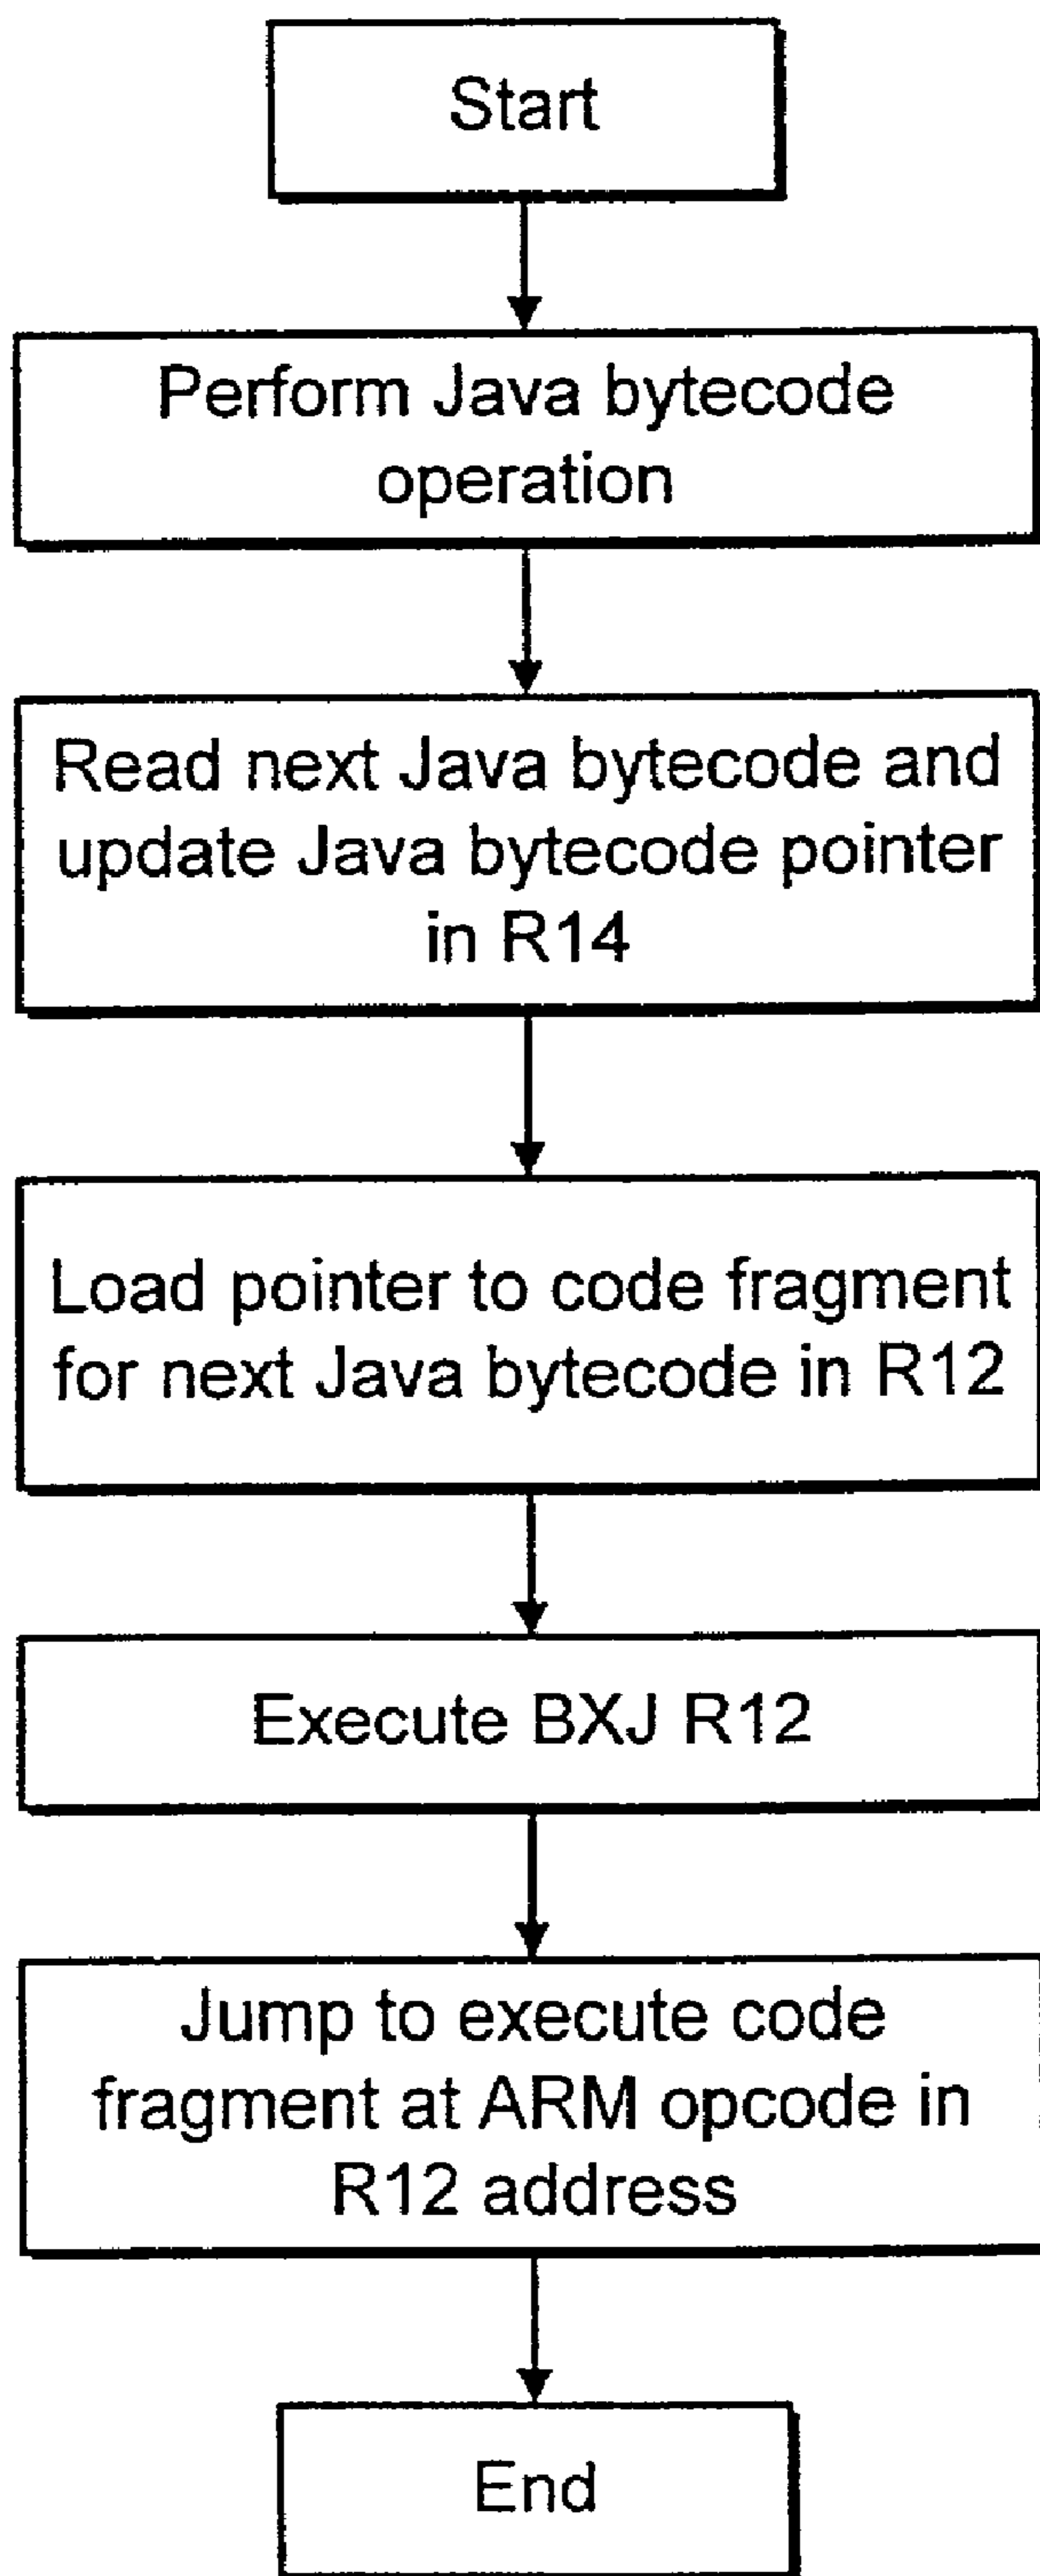 Start
Perform Java bytecode
operation
Read next Java bytecode and
update Java bytecode pointer
in R14
Load pointer to code fragment
for next Java bytecode in R12
Execute BXJ R12
Jump to execute code
fragment at ARM opcode in
R12 address
End